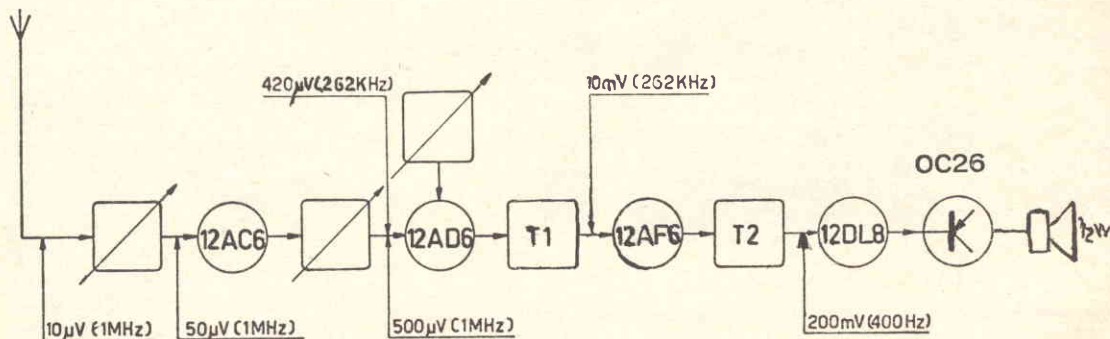 420µV(262KHz)
10mV(262KHz)
OC26
12AC6
12AD6
T1
12AF6
T2
12DL8
½W
10µV(1MHz)
50µV(1MHz)
500µV(1MHz)
200mV(400Hz)